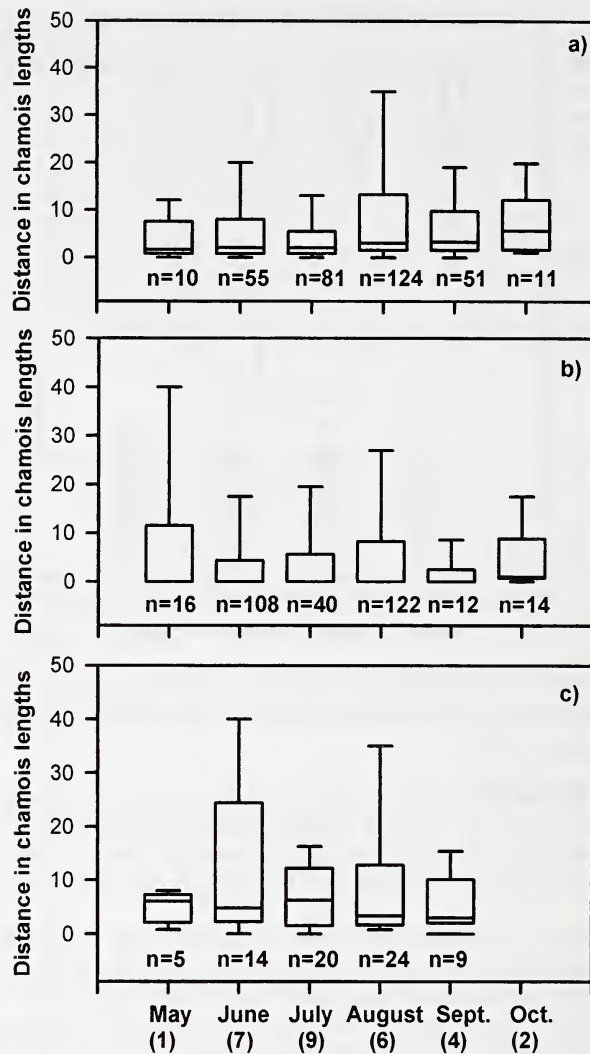 Distance in chamois lengths
50
40
30
20
10
0
a)
n=10 n=55 n=81 n=124 n=51 n=11
Distance in chamois lengths
50
40
30
20
10
0
b)
n=16 n=108 n=40 n=122 n=12 n=14
Distance in chamois lengths
50
40
30
20
10
0
c)
n=5 n=14 n=20 n=24 n=9
May June July August Sept. Oct.
(1) (7) (9) (6) (4) (2)